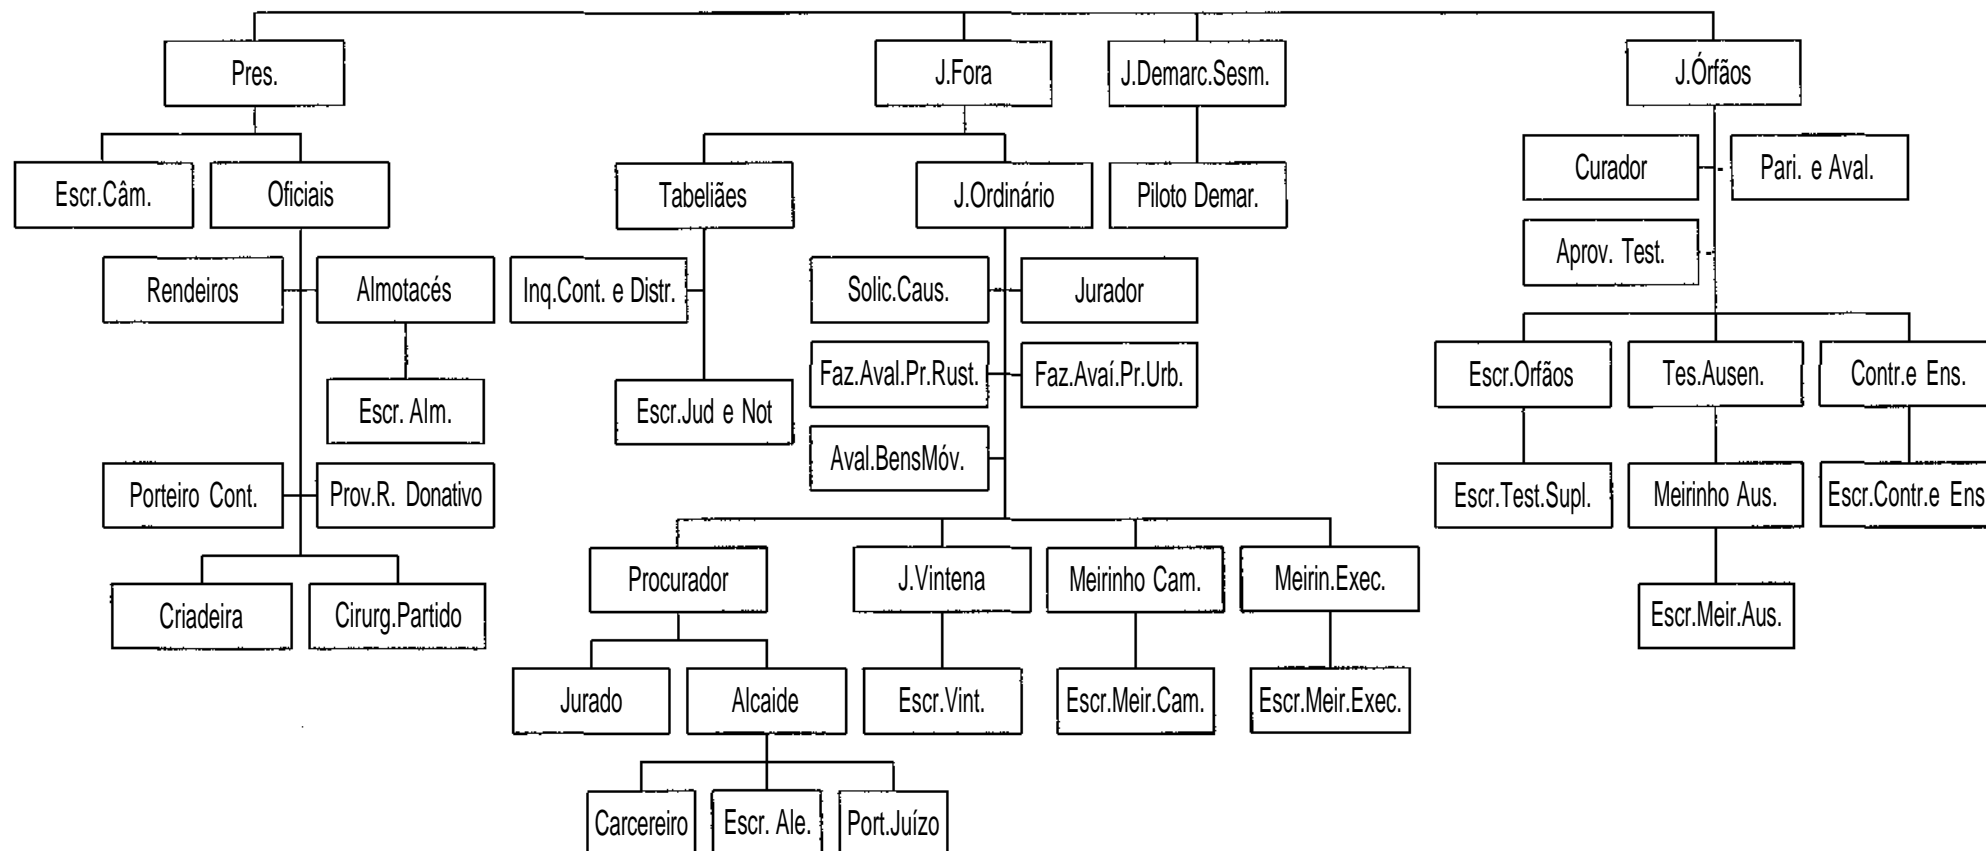 Pres.
J.Fora
J.Demarc.Sesm.
J.Órfãos
Escr.Câm.
Oficiais
Tabeliães
J.Ordinário
Piloto Demar.
Curador
Pari. e Aval.
Aprov. Test.
Rendeiros
Almotacés
Inq.Cont. e Distr.
Solic.Caus.
Jurador
Escr. Alm.
Escr.Jud e Not
Faz.Aval.Pr.Rust.
Faz.Avaí.Pr.Urb.
Escr.Orfãos
Tes.Ausen.
Contr.e Ens.
Aval.BensMóv.
Porteiro Cont.
Prov.R. Donativo
Escr.Test.Supl.
Meirinho Aus.
Escr.Contr.e Ens
Criadeira
Cirurg.Partido
Procurador
J.Vintena
Meirinho Cam.
Meirin.Exec.
Escr.Meir.Aus.
Jurado
Alcaide
Escr.Vint.
Escr.Meir.Cam.
Escr.Meir.Exec.
Carcereiro
Escr. Ale.
Port.Juízo